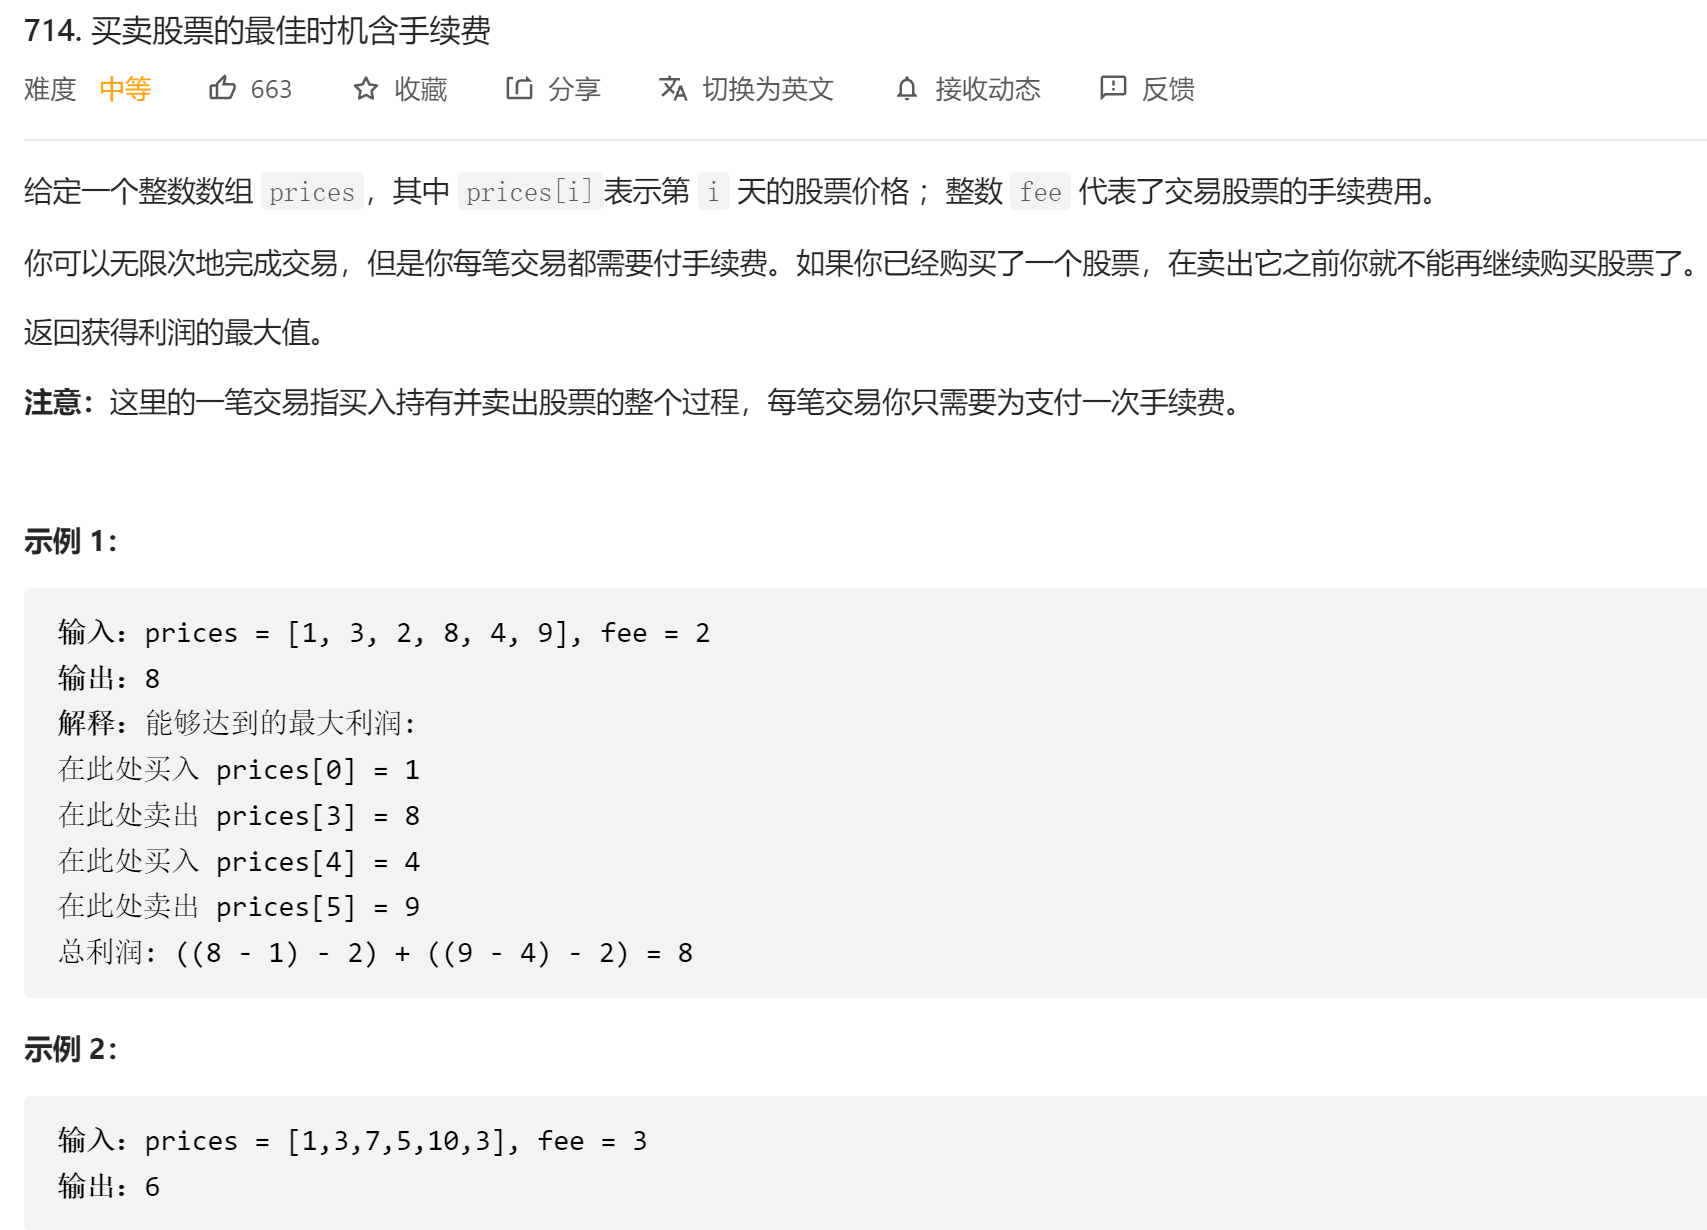 714. 买卖股票的最佳时机含手续费
难度 中等 663 收藏 分享 切换为英文 接收动态 反馈
给定一个整数数组 prices，其中 prices[i]表示第 i 天的股票价格 ；整数 fee 代表了交易股票的手续费用。
你可以无限次地完成交易，但是你每笔交易都需要付手续费。如果你已经购买了一个股票，在卖出它之前你就不能再继续购买股票了。
返回获得利润的最大值。
注意：这里的一笔交易指买入持有并卖出股票的整个过程，每笔交易你只需要为支付一次手续费。
示例 1：
输入：prices = [1, 3, 2, 8, 4, 9], fee = 2
输出：8
解释：能够达到的最大利润:
在此处买入 prices[0] = 1
在此处卖出 prices[3] = 8
在此处买入 prices[4] = 4
在此处卖出 prices[5] = 9
总利润: ((8 - 1) - 2) + ((9 - 4) - 2) = 8
示例 2：
输入：prices = [1,3,7,5,10,3], fee = 3
输出：6